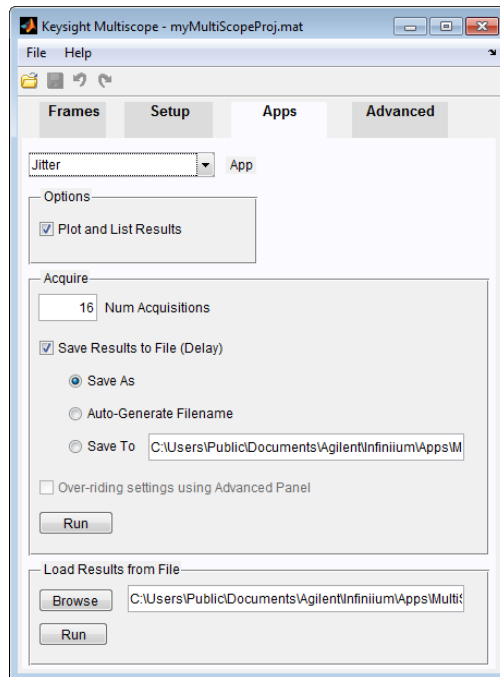 Keysight Multiscope - myMultiScopeProj.mat
File Help
Frames Setup Apps Advanced
Jitter App
Options
Plot and List Results
Acquire
16 Num Acquisitions
Save Results to File (Delay)
Save As
Auto-Generate Filename
Save To C:\Users\Public\Documents\Agilent\Infiniium\Apps\M
Over-riding settings using Advanced Panel
Run
Load Results from File
Browse C:\Users\Public\Documents\Agilent\Infiniium\Apps\Multi
Run